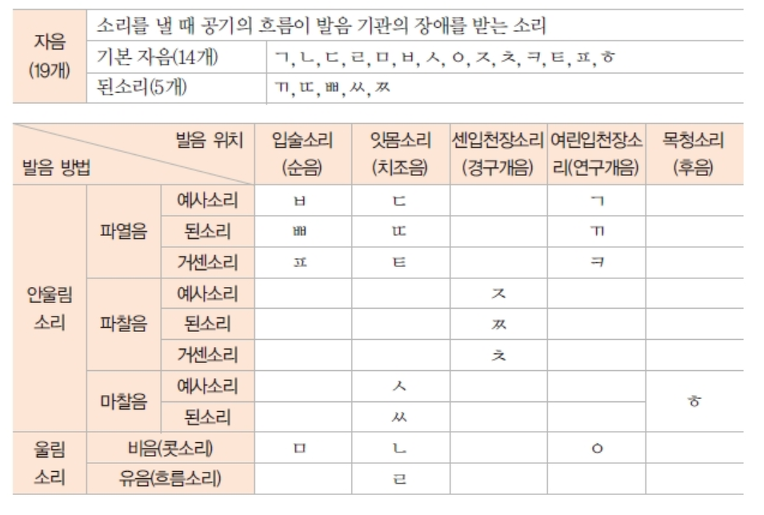 자음
(19개)
소리를 낼 때 공기의 흐름이 발음 기관의 장애를 받는 소리
기본 자음(14개) ㄱ, ㄴ, ㄷ, ㄹ, ㅁ, ㅂ, ㅅ, ㅇ, ㅈ, ㅊ, ㅋ, ㅌ, ㅍ, ㅎ
된소리(5개) ㄲ, ㄸ, ㅃ, ㅆ, ㅉ
발음 위치
발음 방법
입술소리
(순음)
잇몸소리
(치조음)
센입천장소리
(경구개음)
여린입천장소
리(연구개음)
목청소리
(후음)
안울림
소리
파열음
예사소리 ㅂ ㄷ ㄱ
된소리 ㅃ ㄸ ㄲ
거센소리 ㅍ ㅌ ㅋ
파찰음
예사소리 ㅈ
된소리 ㅉ
거센소리 ㅊ
마찰음
예사소리 ㅅ
된소리 ㅆ
ㅎ
울림
소리
비음(콧소리) ㅁ ㄴ ㅇ
유음(흐름소리) ㄹ